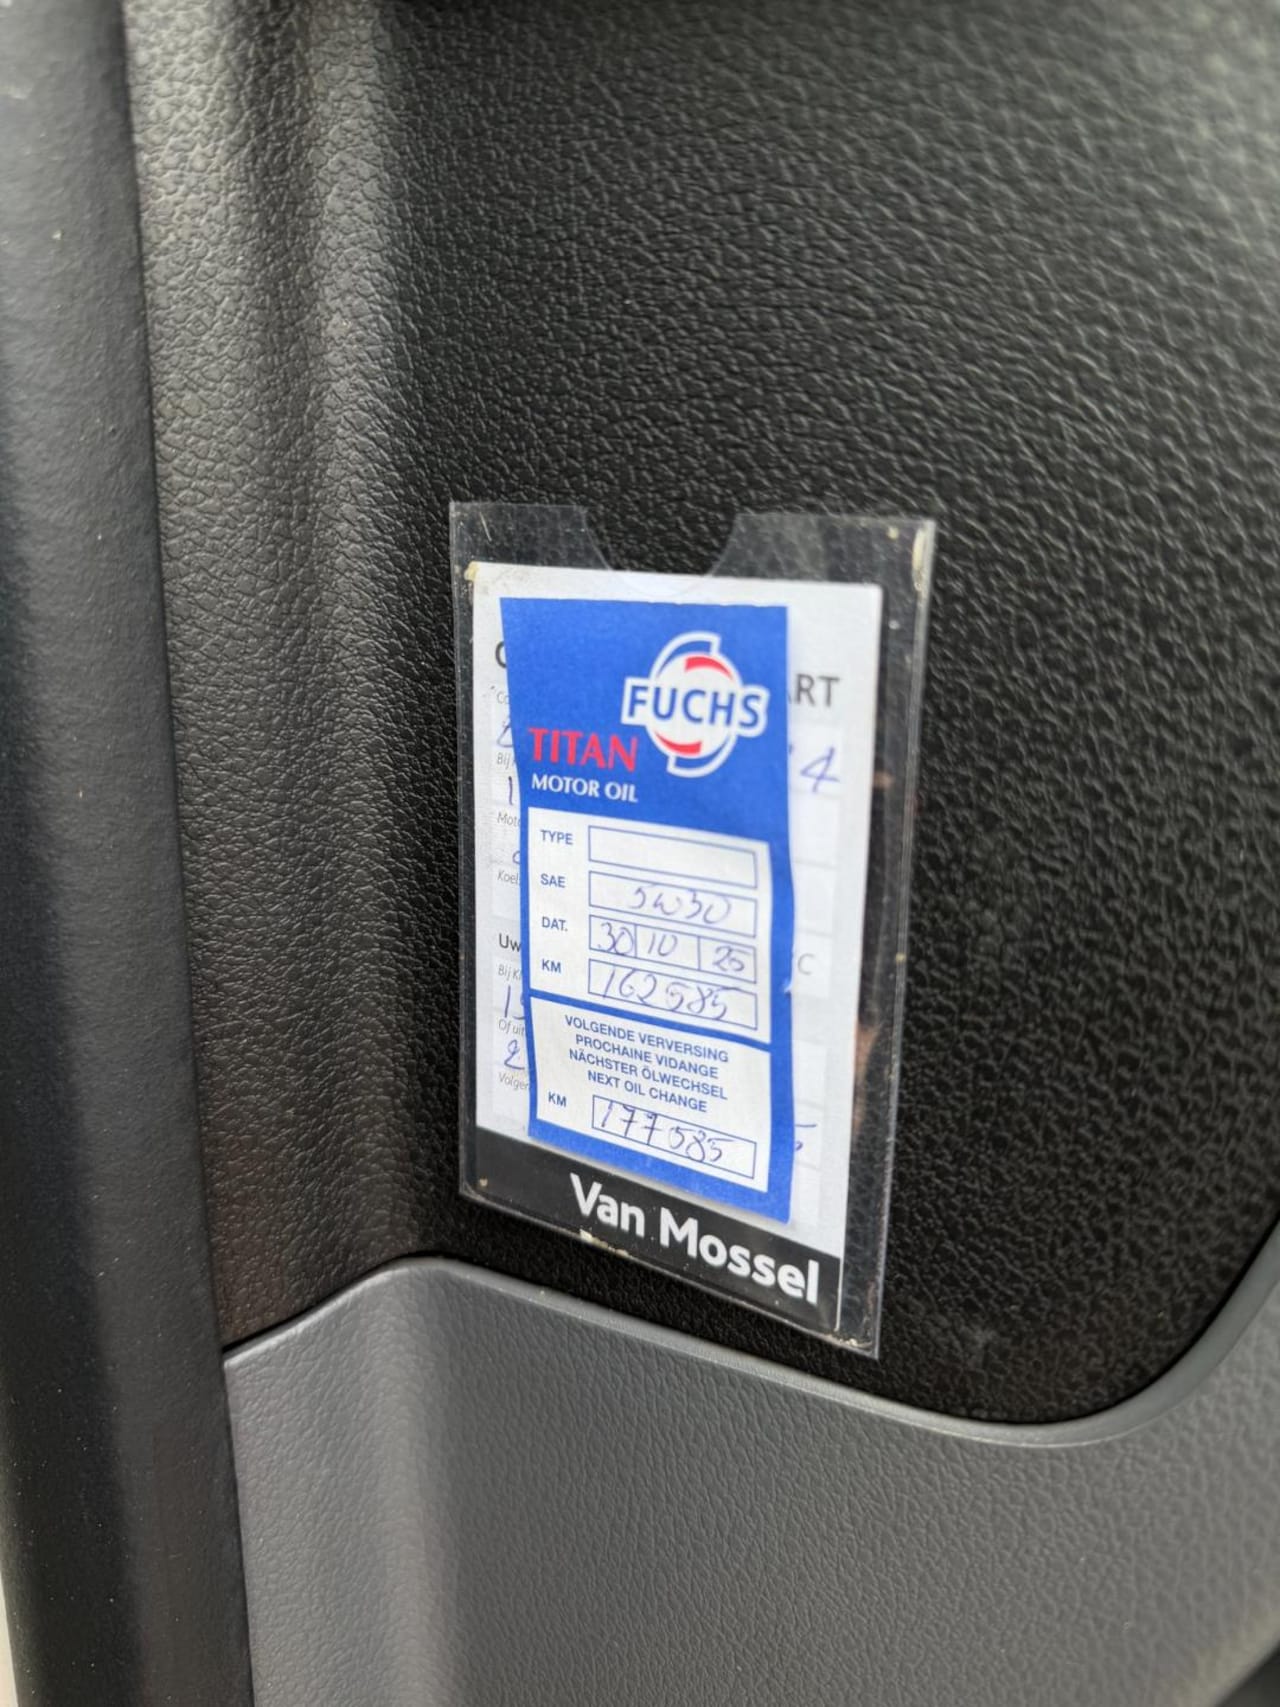 FUCHS
TITAN
MOTOR OIL
TYPE
SAE 5W30
DAT. 30 10 25
KM 162585
VOLGENDE VERVERSING
PROCHAINE VIDANGE
NÄCHSTER ÖLWECHSEL
NEXT OIL CHANGE
KM 177585
Van Mossel